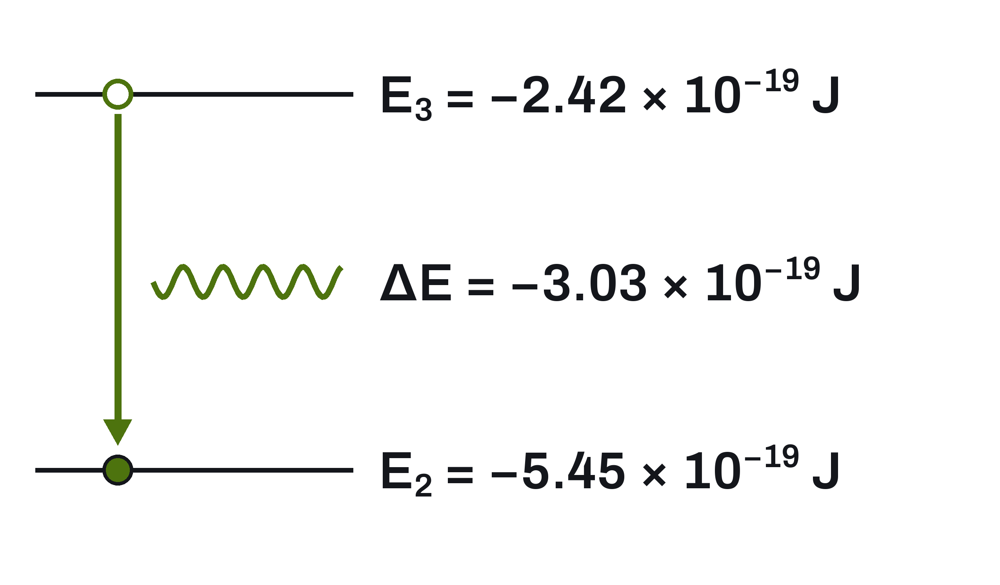 E₃ = −2.42 × 10⁻¹⁹ J
ΔE = −3.03 × 10⁻¹⁹ J
E₂ = −5.45 × 10⁻¹⁹ J